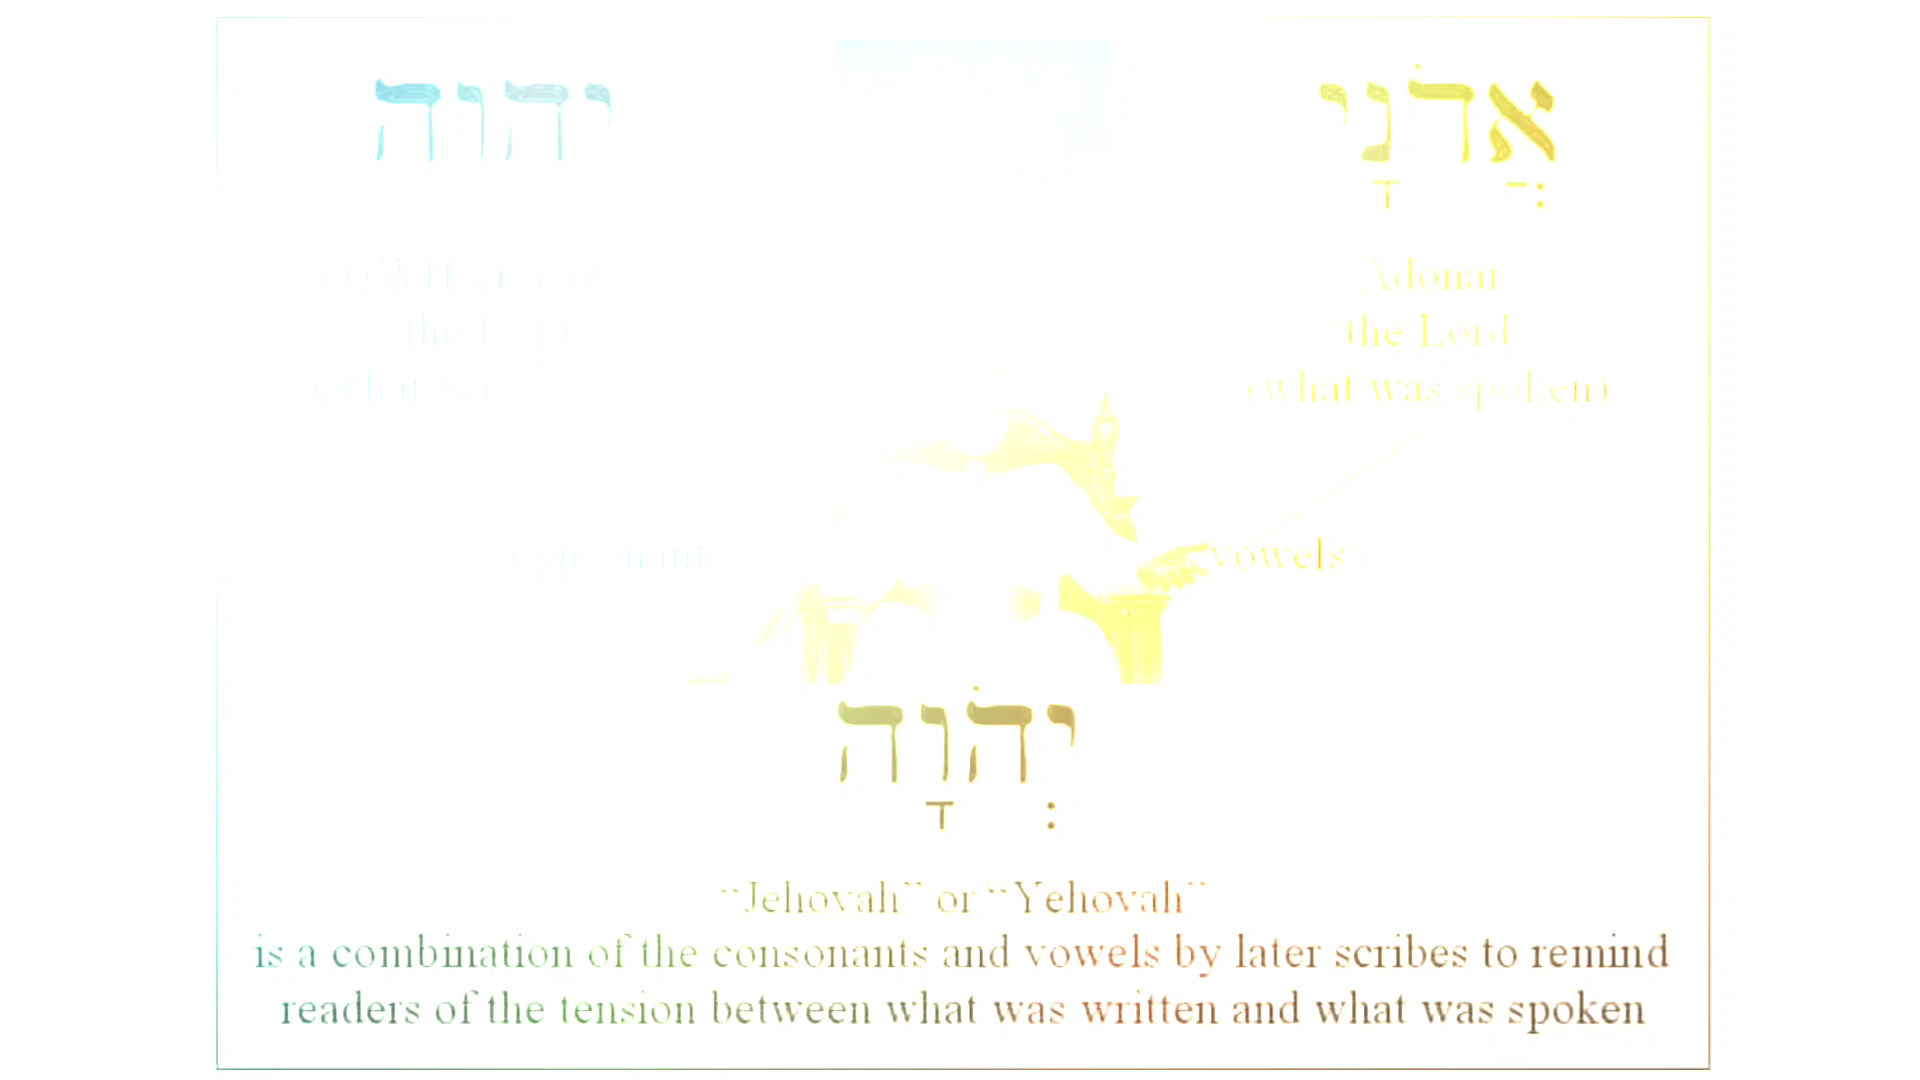 יהוה
אֲדֹנָי
Adonai
the
the Lord
(what was spoken)
vowels
יְהֹוָה
“Jehovah” or “Yehovah”
is a combination of the consonants and vowels by later scribes to remind
readers of the tension between what was written and what was spoken